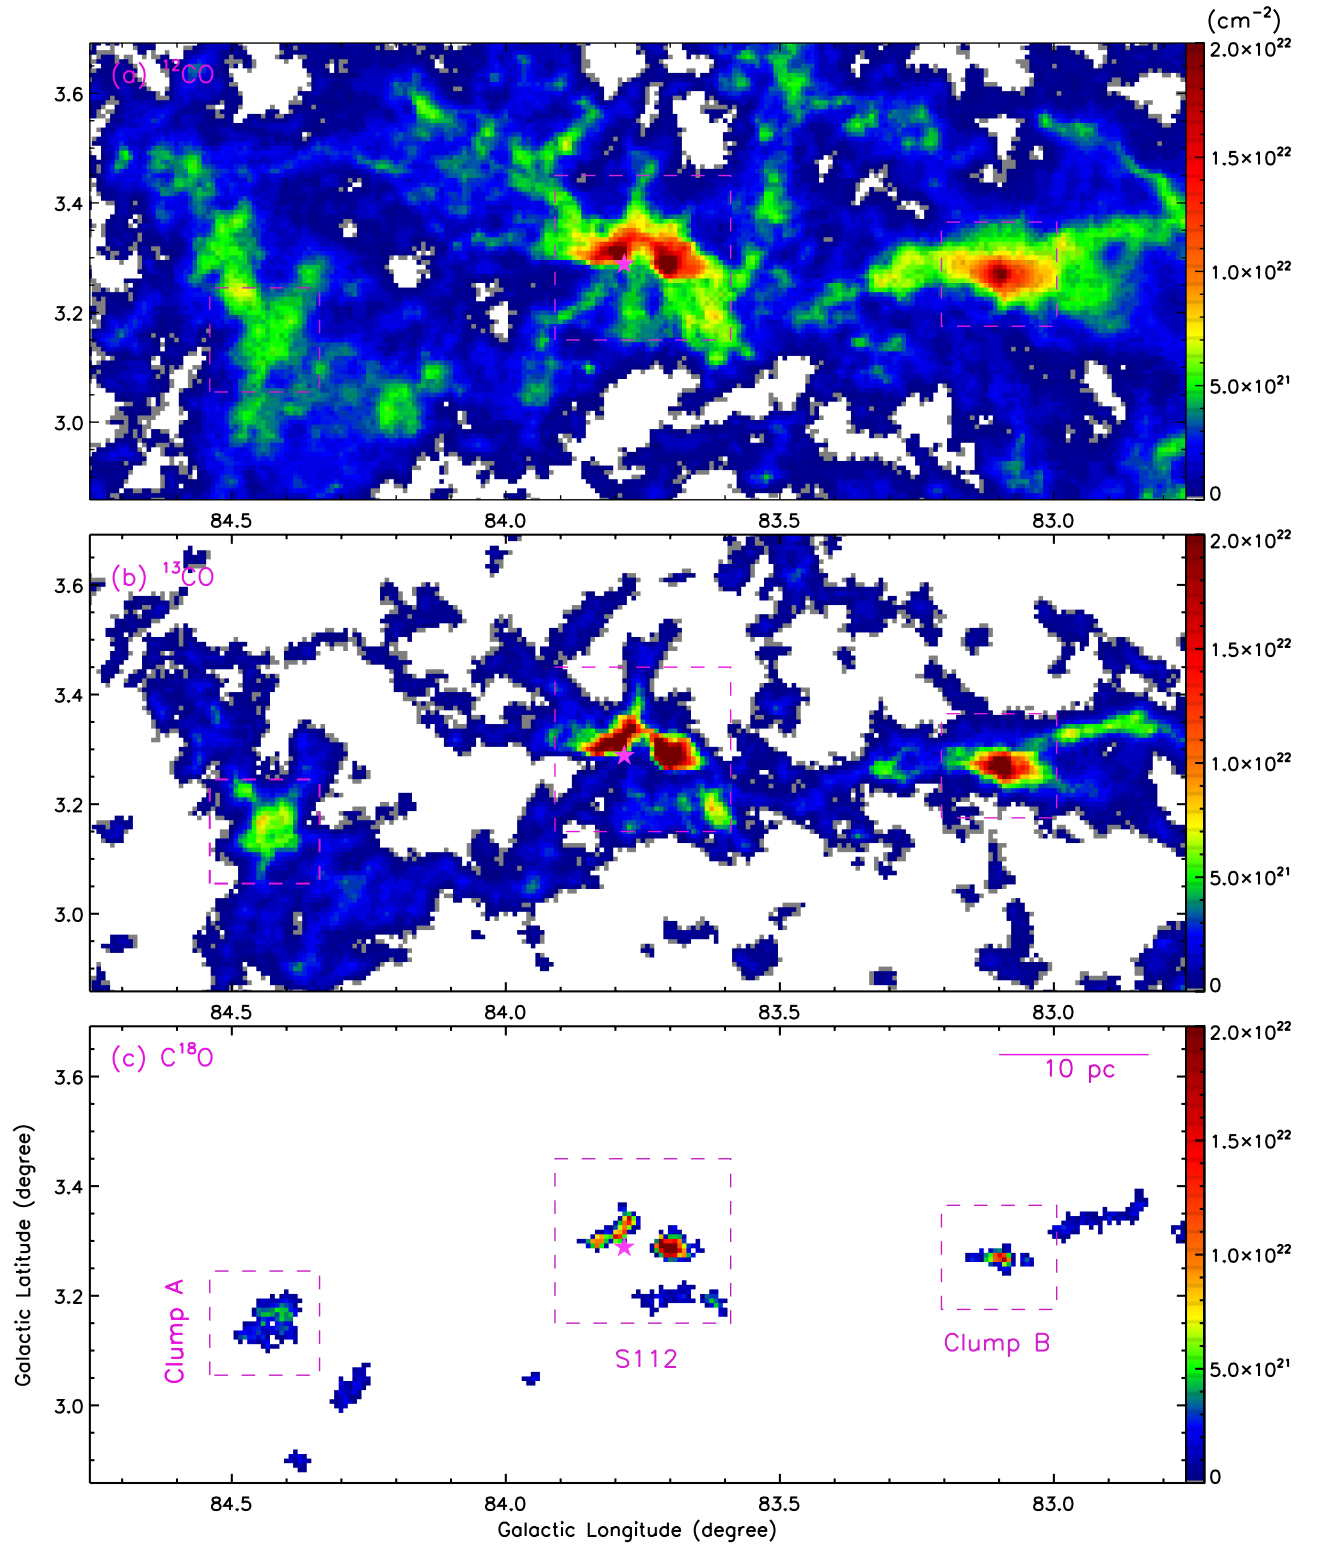 (cm⁻²)
(a) ¹²CO
3.6
3.4
3.2
3.0
2.0×10²²
1.5×10²²
1.0×10²²
5.0×10²¹
0
84.5 84.0 83.5 83.0
(b) ¹³CO
3.6
3.4
3.2
3.0
2.0×10²²
1.5×10²²
1.0×10²²
5.0×10²¹
0
84.5 84.0 83.5 83.0
(c) C¹⁸O
10 pc
3.6
3.4
3.2
3.0
Clump A
S112
Clump B
2.0×10²²
1.5×10²²
1.0×10²²
5.0×10²¹
0
84.5 84.0 83.5 83.0
Galactic Latitude (degree)
Galactic Longitude (degree)